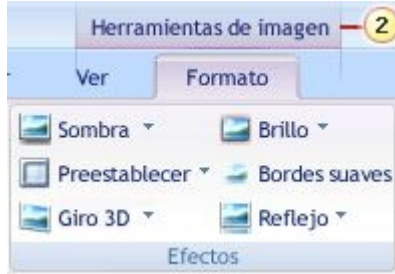 Herramientas de imagen 2
Ver Formato
Sombra Brillo
Preestablecer Bordes suaves
Giro 3D Reflejo
Efectos